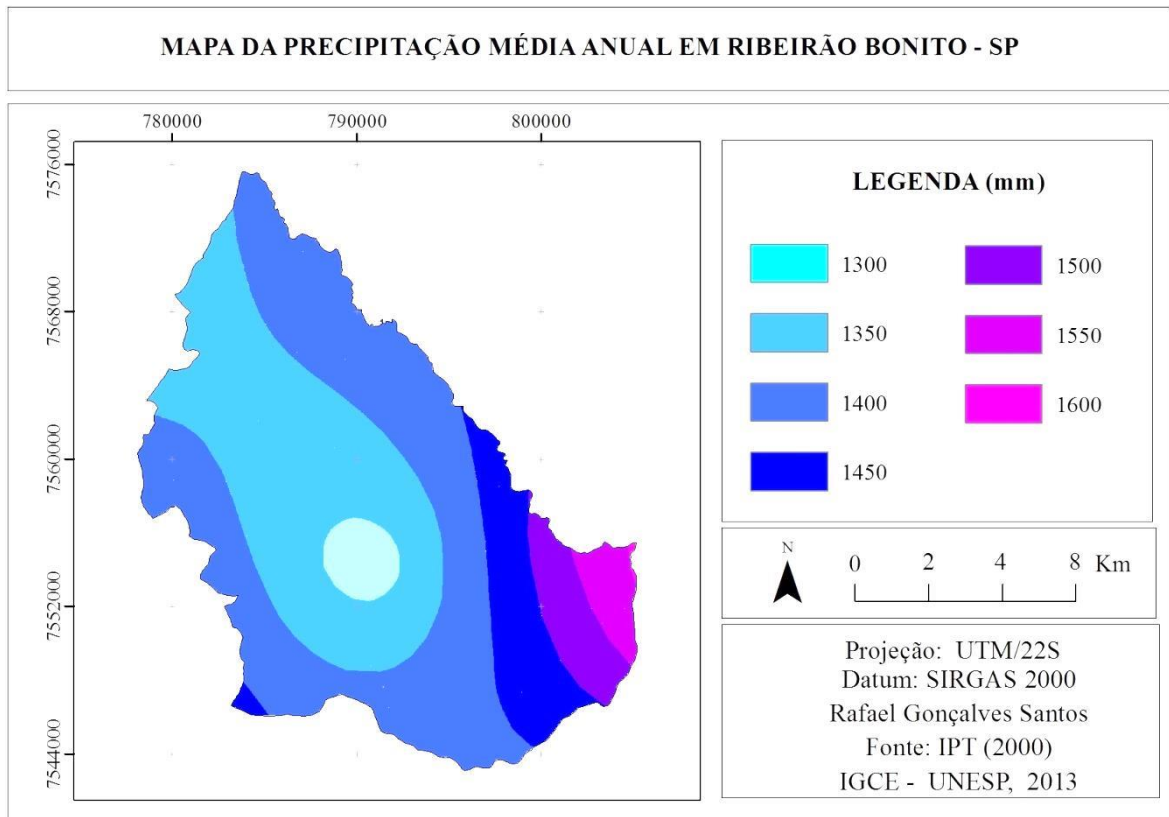 MAPA DA PRECIPITAÇÃO MÉDIA ANUAL EM RIBEIRÃO BONITO - SP
780000 790000 800000
7576000
7568000
7560000
7552000
7544000
LEGENDA (mm)
1300 1500
1350 1550
1400 1600
1450
N
0 2 4 8 Km
Projeção: UTM/22S
Datum: SIRGAS 2000
Rafael Gonçalves Santos
Fonte: IPT (2000)
IGCE - UNESP, 2013